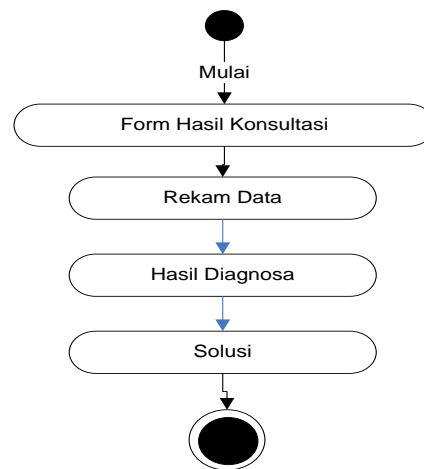 Mulai
Form Hasil Konsultasi
Rekam Data
Hasil Diagnosa
Solusi